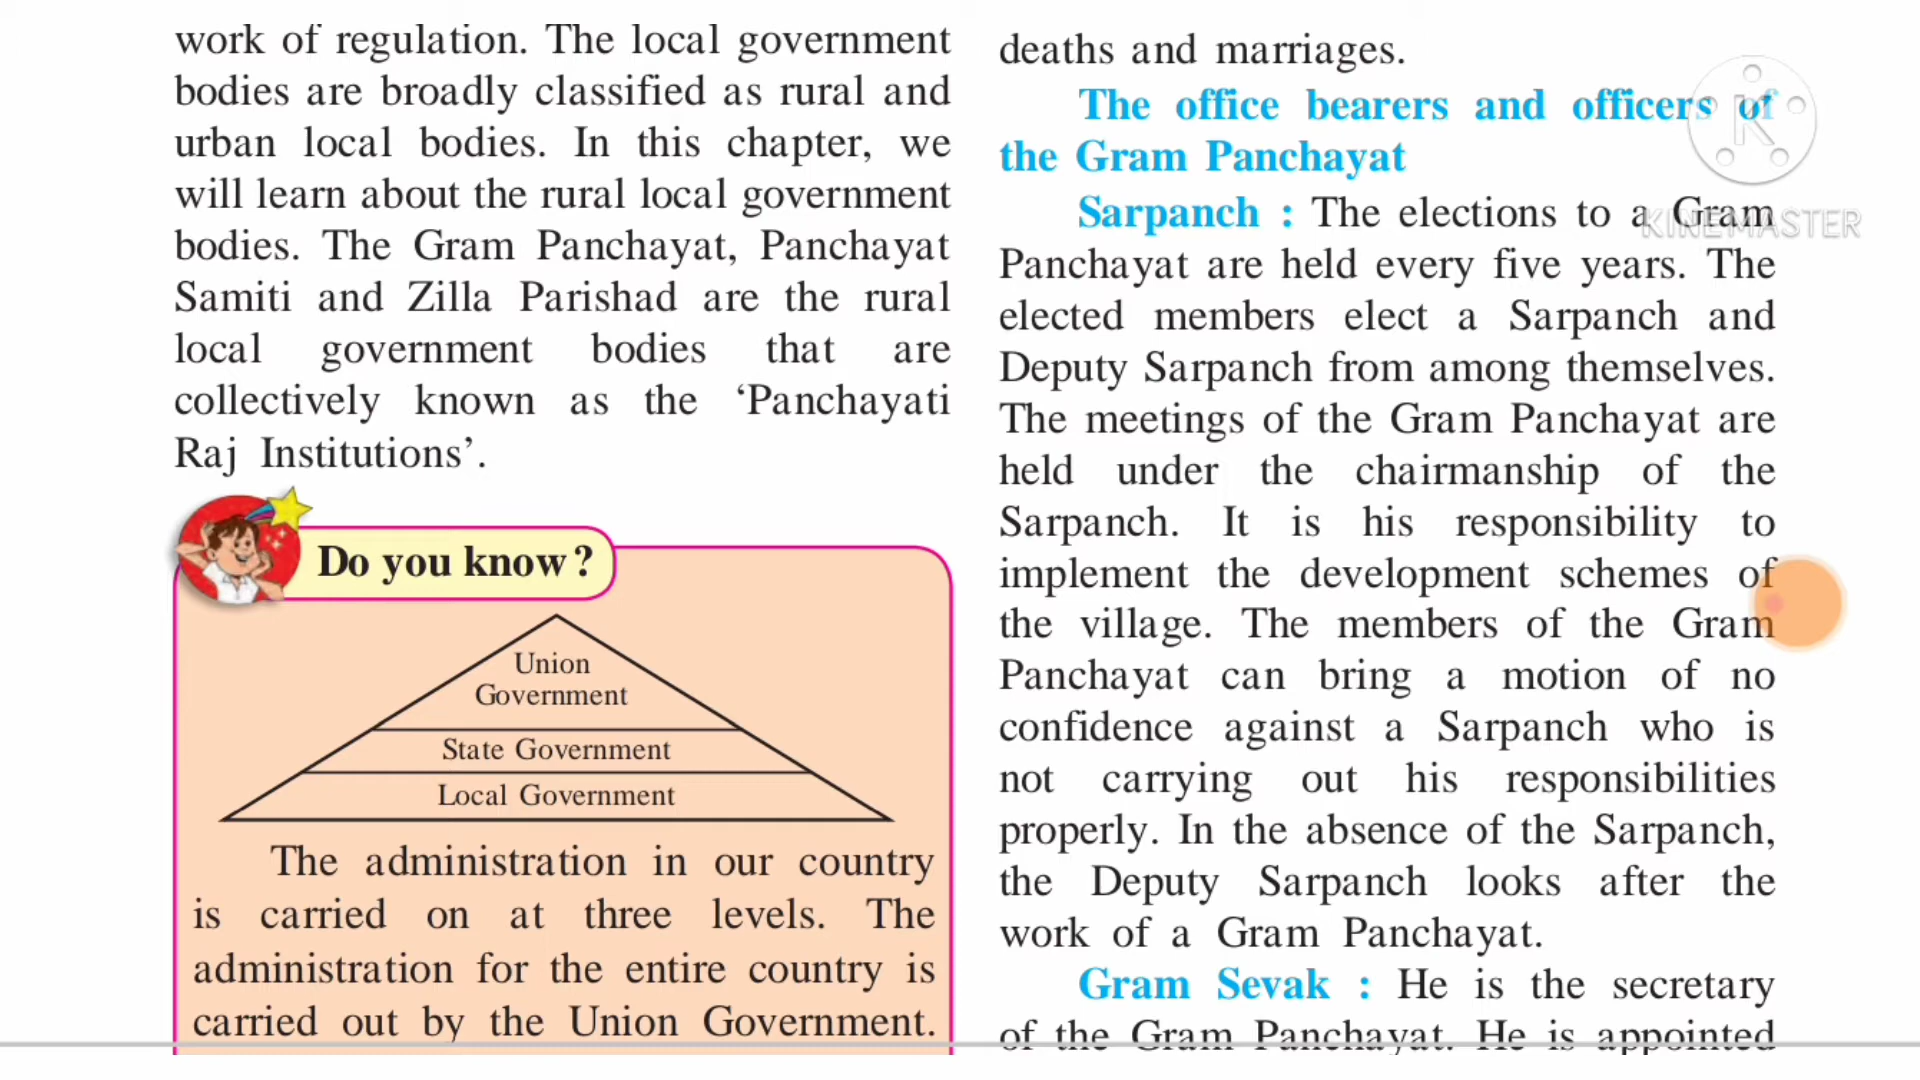 work of regulation. The local government
bodies are broadly classified as rural and
urban local bodies. In this chapter, we
will learn about the rural local government
bodies. The Gram Panchayat, Panchayat
Samiti and Zilla Parishad are the rural
local government bodies that are
collectively known as the ‘Panchayati
Raj Institutions’.
Do you know?
Union
Government
State Government
Local Government
The administration in our country
is carried on at three levels. The
administration for the entire country is
carried out by the Union Government.
deaths and marriages.
The office bearers and officers of
the Gram Panchayat
Sarpanch : The elections to a Gram
Panchayat are held every five years. The
elected members elect a Sarpanch and
Deputy Sarpanch from among themselves.
The meetings of the Gram Panchayat are
held under the chairmanship of the
Sarpanch. It is his responsibility to
implement the development schemes of
the village. The members of the Gram
Panchayat can bring a motion of no
confidence against a Sarpanch who is
not carrying out his responsibilities
properly. In the absence of the Sarpanch,
the Deputy Sarpanch looks after the
work of a Gram Panchayat.
Gram Sevak : He is the secretary
of the Gram Panchayat. He is appointed
K
KINEMASTER